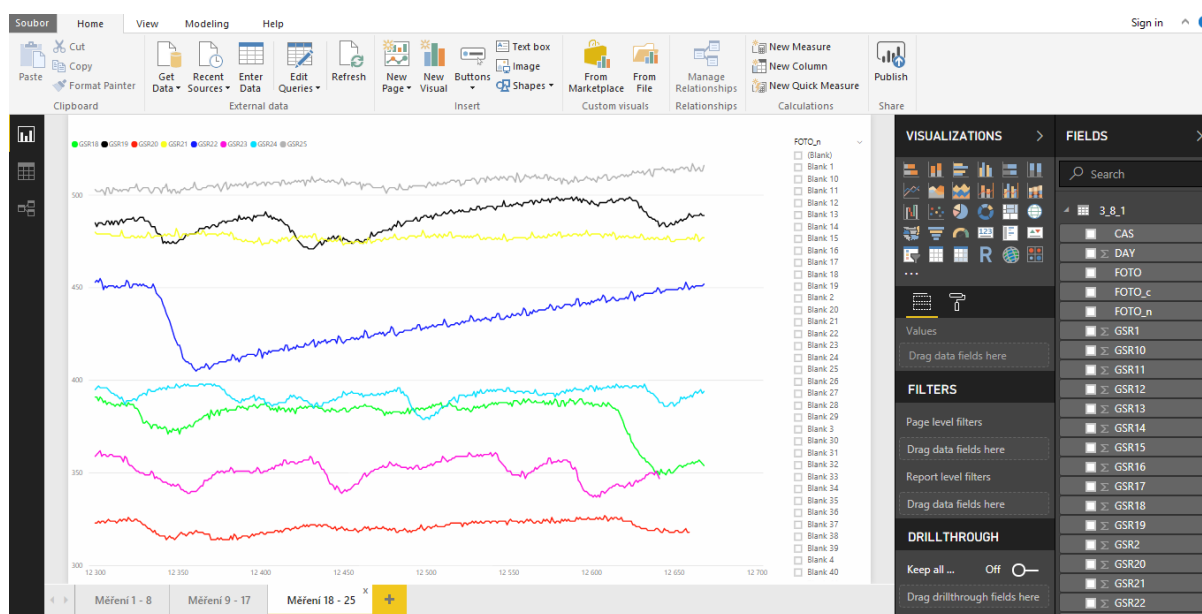 Soubor Home View Modeling Help Sign in
Paste
Cut
Copy
Format Painter
Clipboard
Get Data
Recent Sources
Enter Data
Edit Queries
External data
Refresh
New Page
New Visual
Buttons
Text box
Image
Shapes
Insert
From Marketplace
From File
Custom visuals
Manage Relationships
Relationships
New Measure
New Column
New Quick Measure
Calculations
Publish
Share
GSR18 GSR19 GSR20 GSR21 GSR22 GSR23 GSR24 GSR25
500
450
400
350
300
12 300 12 350 12 400 12 450 12 500 12 550 12 600 12 650 12 700
FOTO_n
(Blank)
Blank 1
Blank 10
Blank 11
Blank 12
Blank 13
Blank 14
Blank 15
Blank 16
Blank 17
Blank 18
Blank 19
Blank 2
Blank 20
Blank 21
Blank 22
Blank 23
Blank 24
Blank 25
Blank 26
Blank 27
Blank 28
Blank 29
Blank 3
Blank 30
Blank 31
Blank 32
Blank 33
Blank 34
Blank 35
Blank 36
Blank 37
Blank 38
Blank 39
Blank 4
Blank 40
VISUALIZATIONS
123
R
...
Values
Drag data fields here
FILTERS
Page level filters
Drag data fields here
Report level filters
Drag data fields here
DRILLTHROUGH
Keep all ... Off
Drag drillthrough fields here
FIELDS
Search
3_8_1
CAS
Σ DAY
FOTO
FOTO_c
FOTO_n
Σ GSR1
Σ GSR10
Σ GSR11
Σ GSR12
Σ GSR13
Σ GSR14
Σ GSR15
Σ GSR16
Σ GSR17
Σ GSR18
Σ GSR19
Σ GSR2
Σ GSR20
Σ GSR21
Σ GSR22
Měření 1 - 8 Měření 9 - 17 Měření 18 - 25 x +